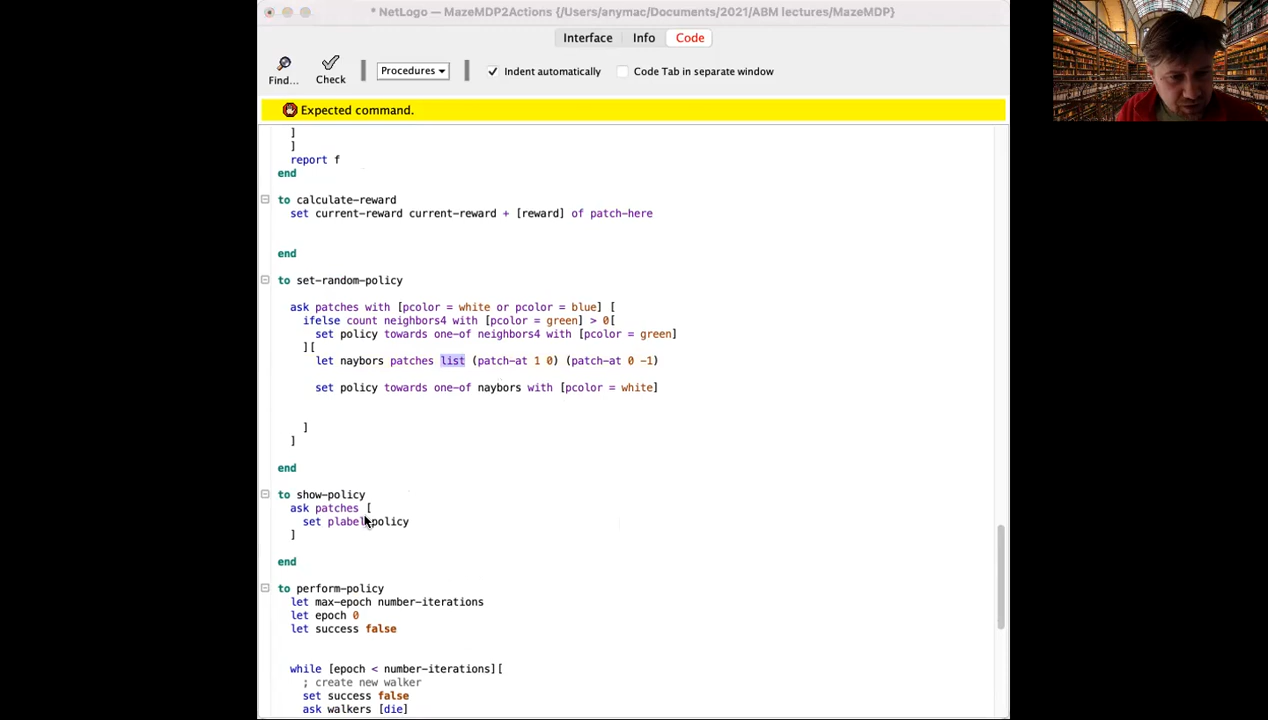 * NetLogo — MazeMDP2Actions {/Users/anymac/Documents/2021/ABM lectures/MazeMDP}
Interface Info Code
Find... Check Procedures Indent automatically Code Tab in separate window
Expected command.
]
]
report f
end
to calculate-reward
set current-reward current-reward + [reward] of patch-here
end
to set-random-policy
ask patches with [pcolor = white or pcolor = blue] [
ifelse count neighbors4 with [pcolor = green] > 0[
set policy towards one-of neighbors4 with [pcolor = green]
][
let naybors patches list (patch-at 1 0) (patch-at 0 -1)
set policy towards one-of naybors with [pcolor = white]
]
]
end
to show-policy
ask patches [
set plabel policy
]
end
to perform-policy
let max-epoch number-iterations
let epoch 0
let success false
while [epoch < number-iterations][
; create new walker
set success false
ask walkers [die]